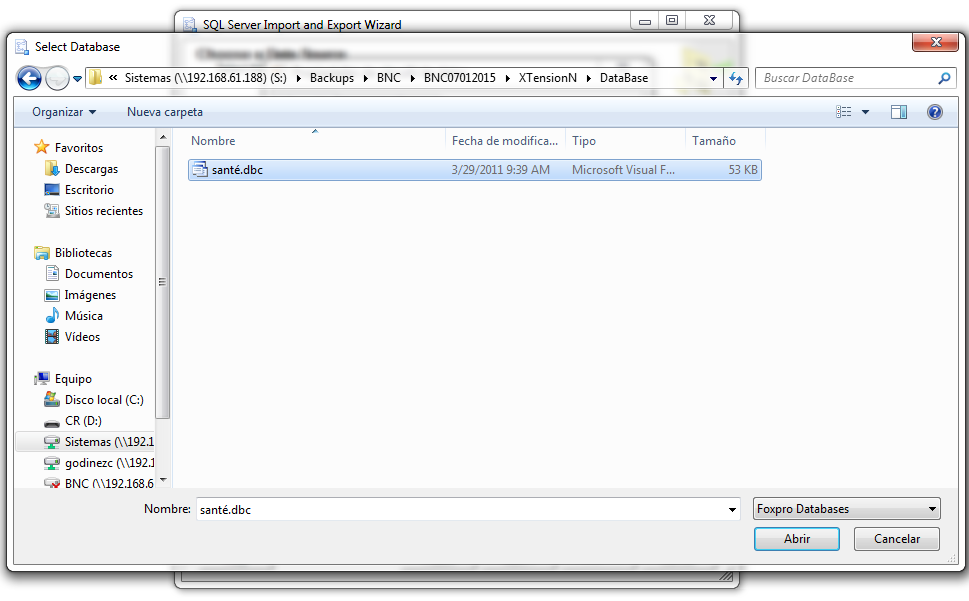 SQL Server Import and Export Wizard
Select Database
« Sistemas (\\192.168.61.188) (S:) Backups BNC BNC07012015 XTensionN DataBase
Buscar DataBase
Organizar
Nueva carpeta
Nombre
Fecha de modifica...
Tipo
Tamaño
santé.dbc
3/29/2011 9:39 AM
Microsoft Visual F...
53 KB
Favoritos
Descargas
Escritorio
Sitios recientes
Bibliotecas
Documentos
Imágenes
Música
Vídeos
Equipo
Disco local (C:)
CR (D:)
Sistemas (\\192.1
godinezc (\\192.1
BNC (\\192.168.6
Nombre:
santé.dbc
Foxpro Databases
Abrir
Cancelar